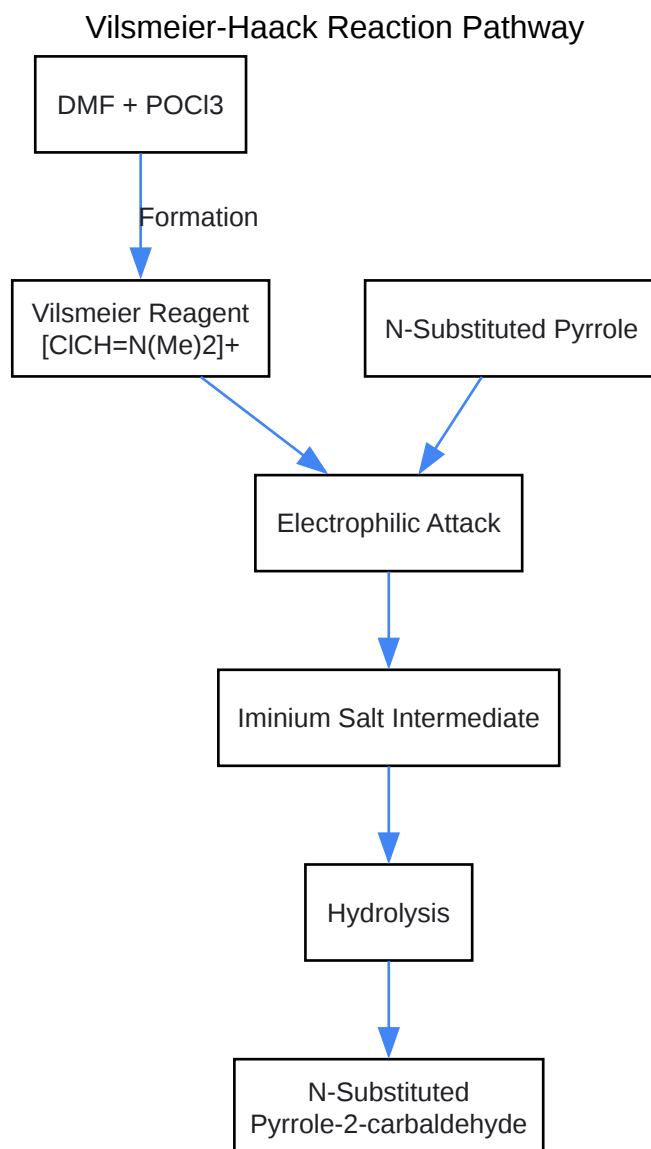 Vilsmeier-Haack Reaction Pathway
DMF + POCl3
Formation
Vilsmeier Reagent
[ClCH=N(Me)2]+
N-Substituted Pyrrole
Electrophilic Attack
Iminium Salt Intermediate
Hydrolysis
N-Substituted
Pyrrole-2-carbaldehyde